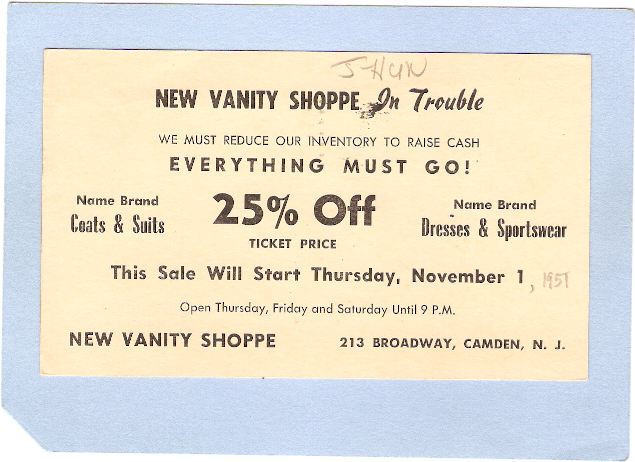 NEW VANITY SHOPPE In Trouble
WE MUST REDUCE OUR INVENTORY TO RAISE CASH
EVERYTHING MUST GO!
Name Brand
Coats & Suits
25% Off
TICKET PRICE
Name Brand
Dresses & Sportswear
This Sale Will Start Thursday, November 1, 1951
Open Thursday, Friday and Saturday Until 9 P.M.
NEW VANITY SHOPPE 213 BROADWAY, CAMDEN, N. J.